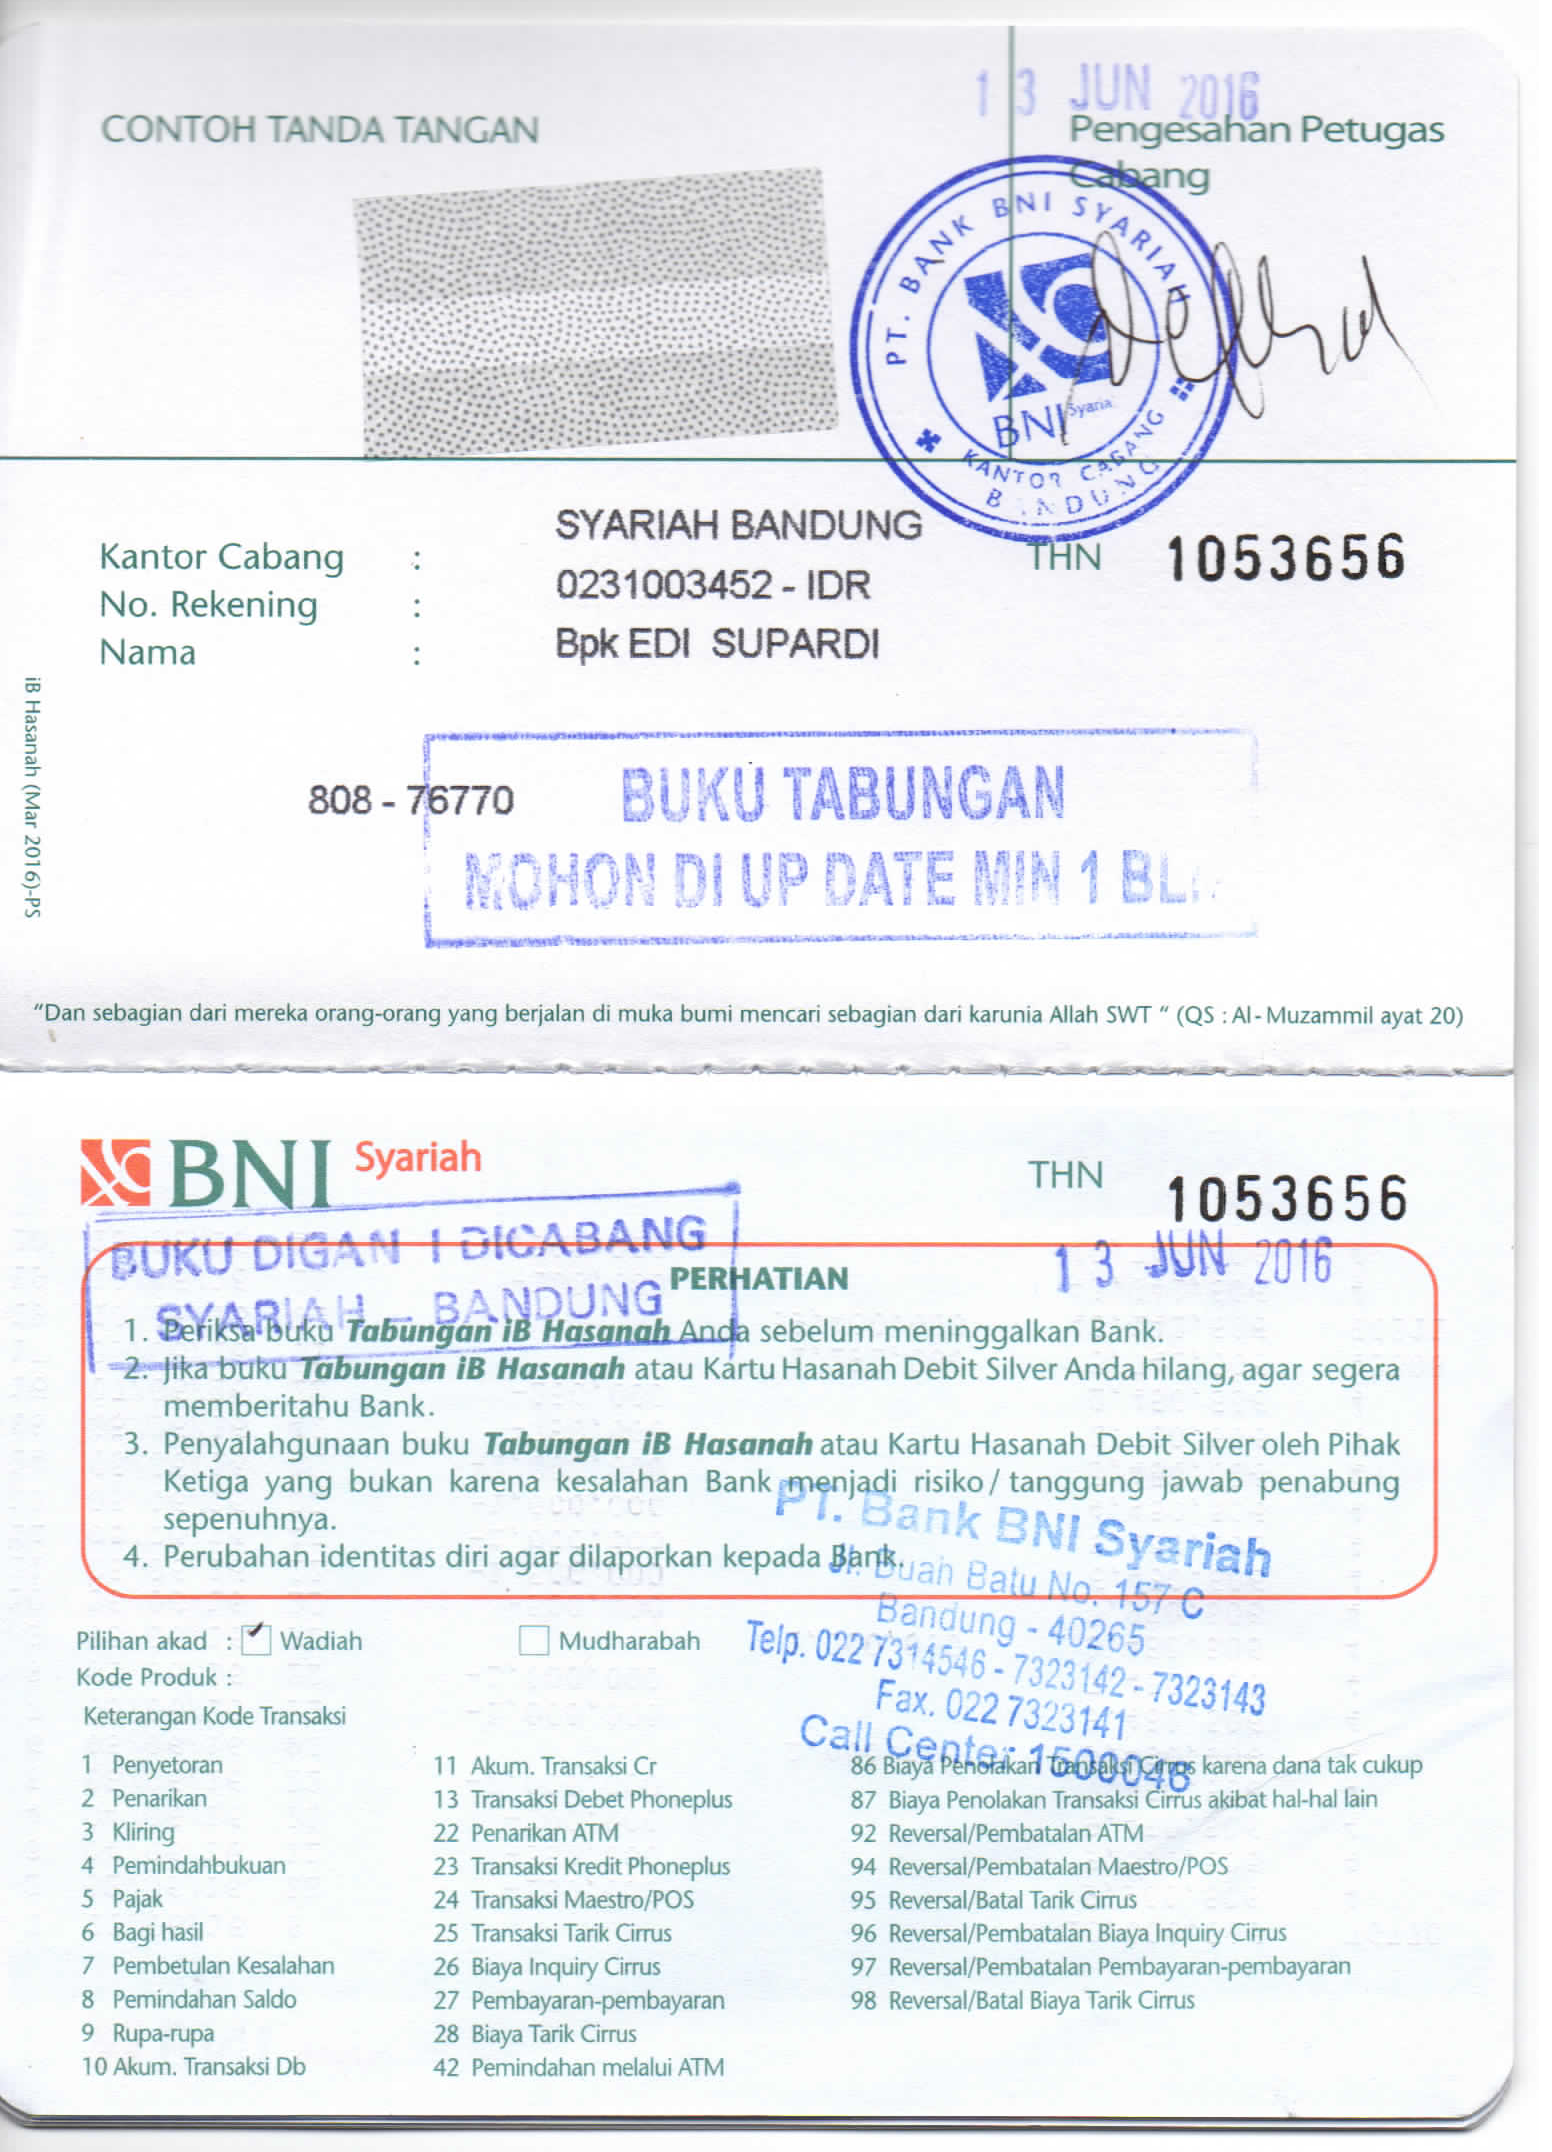 13 JUN 2016
CONTOH TANDA TANGAN
Pengesahan Petugas
Cabang
PT. BANK BNI SYARIAH
BNI Syaria
KANTOR CABANG
BANDUNG
Kantor Cabang : SYARIAH BANDUNG
THN 1053656
No. Rekening : 0231003452 - IDR
Nama : Bpk EDI SUPARDI
iB Hasanah (Mar 2016)-PS
808 - 76770
BUKU TABUNGAN
MOHON DI UP DATE MIN 1
"Dan sebagian dari mereka orang-orang yang berjalan di muka bumi mencari sebagian dari karunia Allah SWT " (QS : Al - Muzammil ayat 20)
BNI Syariah
THN 1053656
13 JUN 2016
BUKU DICABANG
SYARIAH - BANDUNG
PERHATIAN
1. Periksa buku Tabungan iB Hasanah Anda sebelum meninggalkan Bank.
2. Jika buku Tabungan iB Hasanah atau Kartu Hasanah Debit Silver Anda hilang, agar segera
memberitahu Bank.
3. Penyalahgunaan buku Tabungan iB Hasanah atau Kartu Hasanah Debit Silver oleh Pihak
Ketiga yang bukan karena kesalahan Bank menjadi risiko / tanggung jawab penabung
sepenuhnya.
4. Perubahan identitas diri agar dilaporkan kepada Bank.
PT. Bank BNI Syariah
Jl. Buah Batu No. 157 C
Bandung - 40265
Telp. 022 7314546 - 7323142 - 7323143
Fax. 022 7323141
Call Center 1500046
Pilihan akad : Wadiah Mudharabah
Kode Produk :
Keterangan Kode Transaksi
1 Penyetoran
2 Penarikan
3 Kliring
4 Pemindahbukuan
5 Pajak
6 Bagi hasil
7 Pembetulan Kesalahan
8 Pemindahan Saldo
9 Rupa-rupa
10 Akum. Transaksi Db
11 Akum. Transaksi Cr
13 Transaksi Debet Phoneplus
22 Penarikan ATM
23 Transaksi Kredit Phoneplus
24 Transaksi Maestro/POS
25 Transaksi Tarik Cirrus
26 Biaya Inquiry Cirrus
27 Pembayaran-pembayaran
28 Biaya Tarik Cirrus
42 Pemindahan melalui ATM
86 Biaya Penolakan Transaksi Cirrus karena dana tak cukup
87 Biaya Penolakan Transaksi Cirrus akibat hal-hal lain
92 Reversal/Pembatalan ATM
94 Reversal/Pembatalan Maestro/POS
95 Reversal/Batal Tarik Cirrus
96 Reversal/Pembatalan Biaya Inquiry Cirrus
97 Reversal/Pembatalan Pembayaran-pembayaran
98 Reversal/Batal Biaya Tarik Cirrus